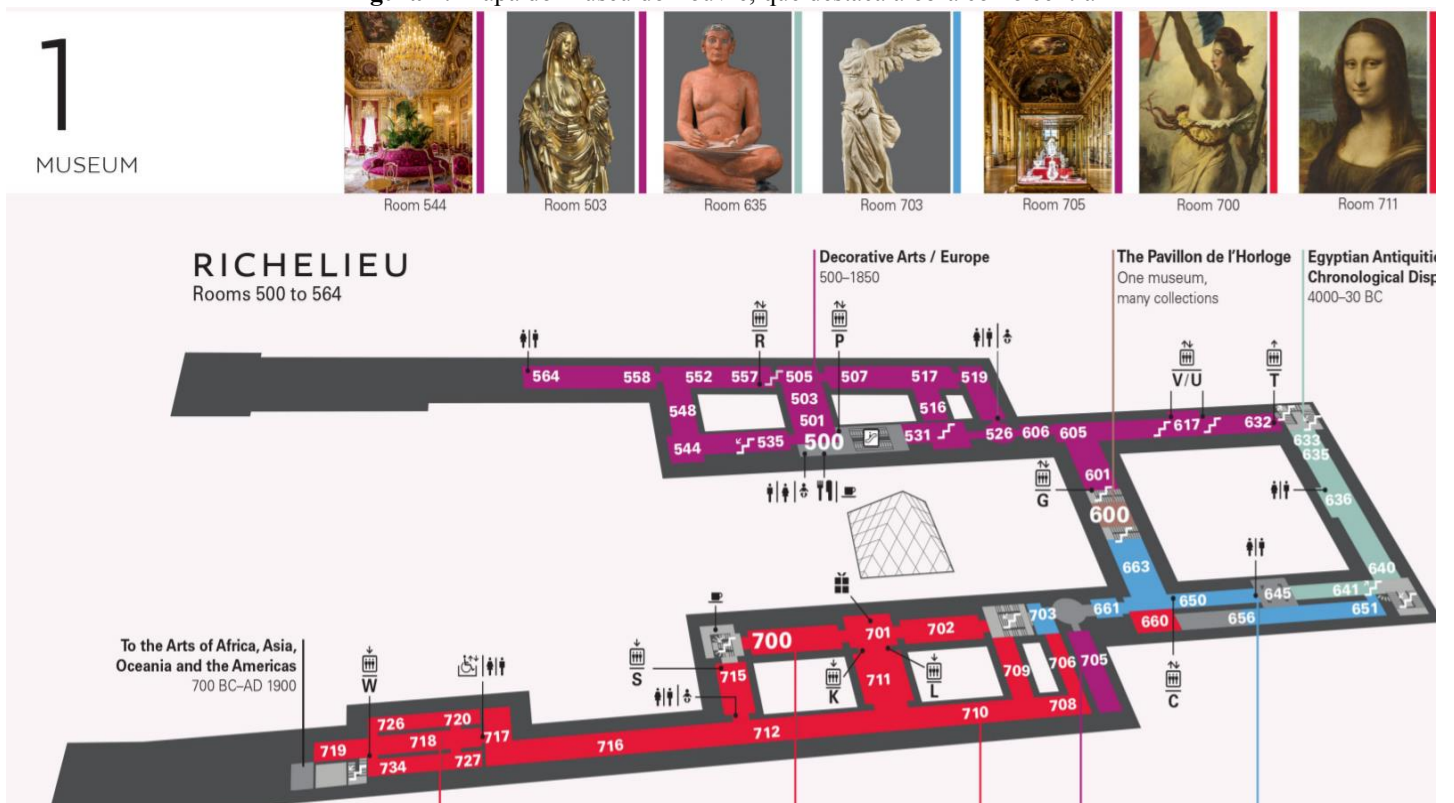 1
MUSEUM
Room 544
Room 503
Room 635
Room 703
Room 705
Room 700
Room 711
RICHELIEU
Rooms 500 to 564
Decorative Arts / Europe
500–1850
The Pavillon de l'Horloge
One museum,
many collections
Egyptian
4000–30 BC
R
P
V/U
T
564 558 552 557 505 507 517 519
548 503 516
501
544 535 500 531 526 606 605 617 632 633
635
601
G
636
600
663
640
641
645
650
651
656
661
660
703
C
700 701 702
705
706
709
711
715
S
K
L
708
710
712
716
To the Arts of Africa, Asia,
Oceania and the Americas
700 BC–AD 1900
W
726 720
719 718 717
734 727